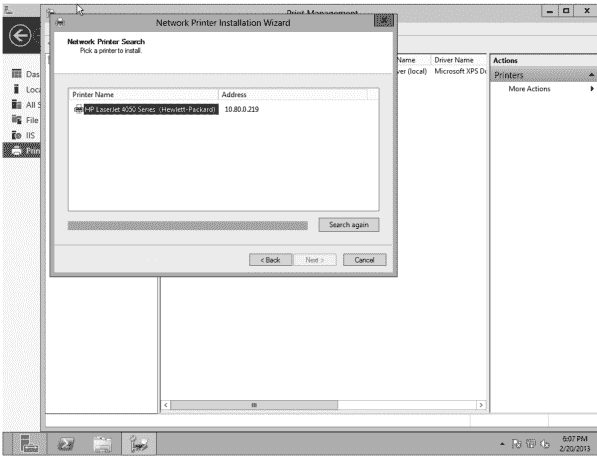 Print Management
Network Printer Installation Wizard
Network Printer Search
Pick a printer to install.
Printer Name Address
HP LaserJet 4050 Series (Hewlett-Packard) 10.80.0.219
Search again
< Back Next > Cancel
Name Driver Name
ver (local) Microsoft XPS Do
Actions
Printers
More Actions
Das
Loca
All S
File
IIS
Prin
6:07 PM
2/20/2013